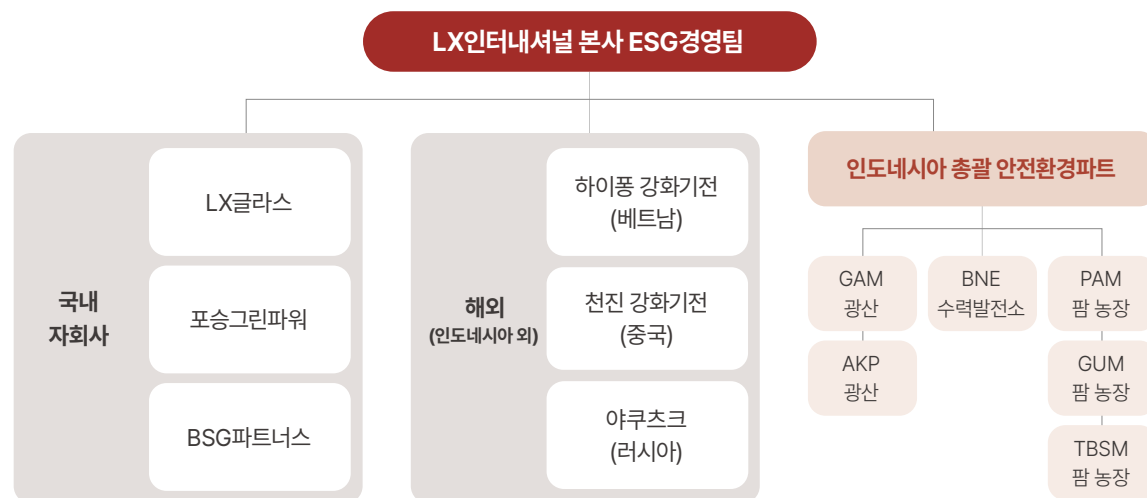 LX인터내셔널 본사 ESG경영팀
국내
자회사
LX글라스
포승그린파워
BSG파트너스
해외
(인도네시아 외)
하이퐁 강화기전
(베트남)
천진 강화기전
(중국)
야쿠츠크
(러시아)
인도네시아 총괄 안전환경파트
GAM
광산
AKP
광산
BNE
수력발전소
PAM
팜 농장
GUM
팜 농장
TBSM
팜 농장